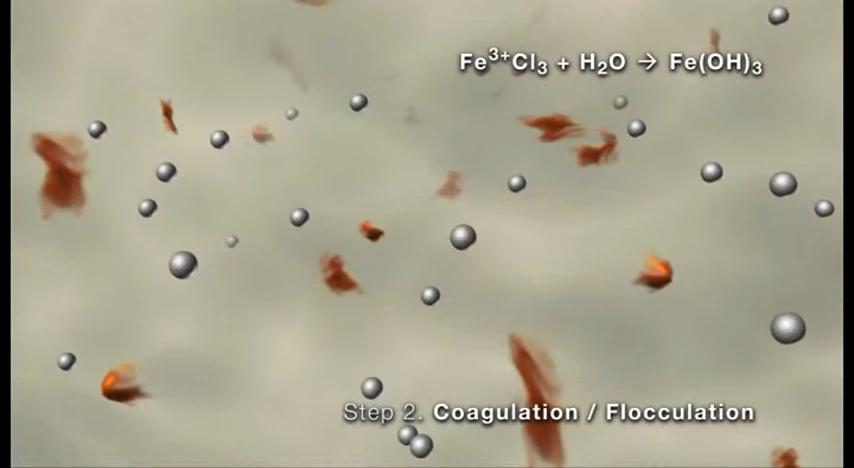 Fe³⁺Cl₃ + H₂O → Fe(OH)₃
Step 2. Coagulation / Flocculation